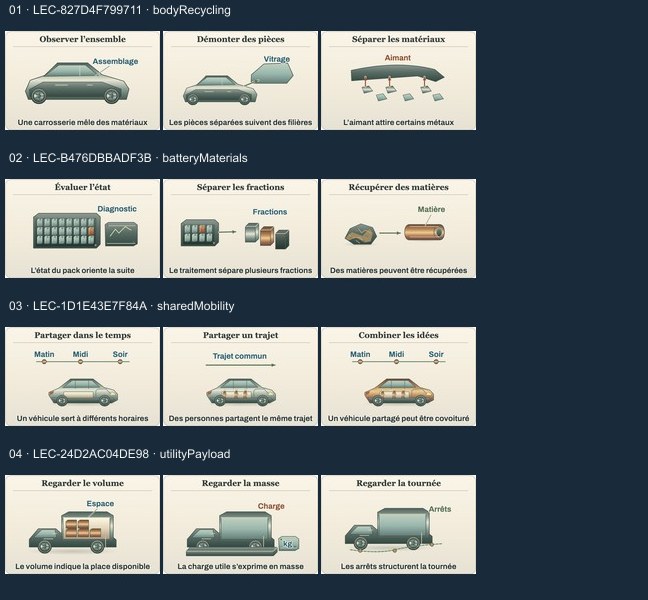 01 · LEC-827D4F799711 · bodyRecycling
Observer l'ensemble
Assemblage
Une carrosserie mêle des matériaux
Démonter des pièces
Vitrage
Les pièces séparées suivent des filières
Séparer les matériaux
Aimant
L'aimant attire certains métaux
02 · LEC-B476DBBADF3B · batteryMaterials
Évaluer l'état
Diagnostic
L'état du pack oriente la suite
Séparer les fractions
Fractions
Le traitement sépare plusieurs fractions
Récupérer des matières
Matière
Des matières peuvent être récupérées
03 · LEC-1D1E43E7F84A · sharedMobility
Partager dans le temps
Matin Midi Soir
Un véhicule sert à différents horaires
Partager un trajet
Trajet commun
Des personnes partagent le même trajet
Combiner les idées
Matin Midi Soir
Un véhicule partagé peut être covoituré
04 · LEC-24D2AC04DE98 · utilityPayload
Regarder le volume
Espace
Le volume indique la place disponible
Regarder la masse
Charge
kg
La charge utile s'exprime en masse
Regarder la tournée
Arrêts
Les arrêts structurent la tournée